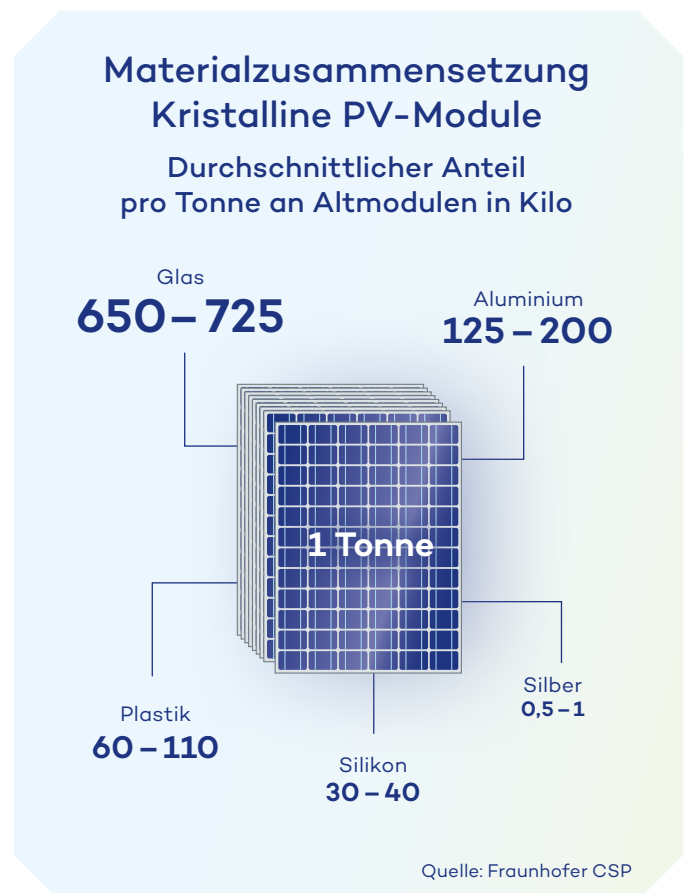 Materialzusammensetzung
Kristalline PV-Module
Durchschnittlicher Anteil
pro Tonne an Altmodulen in Kilo
Glas
650 – 725
Aluminium
125 – 200
1 Tonne
Silber
0,5 – 1
Plastik
60 – 110
Silikon
30 – 40
Quelle: Fraunhofer CSP